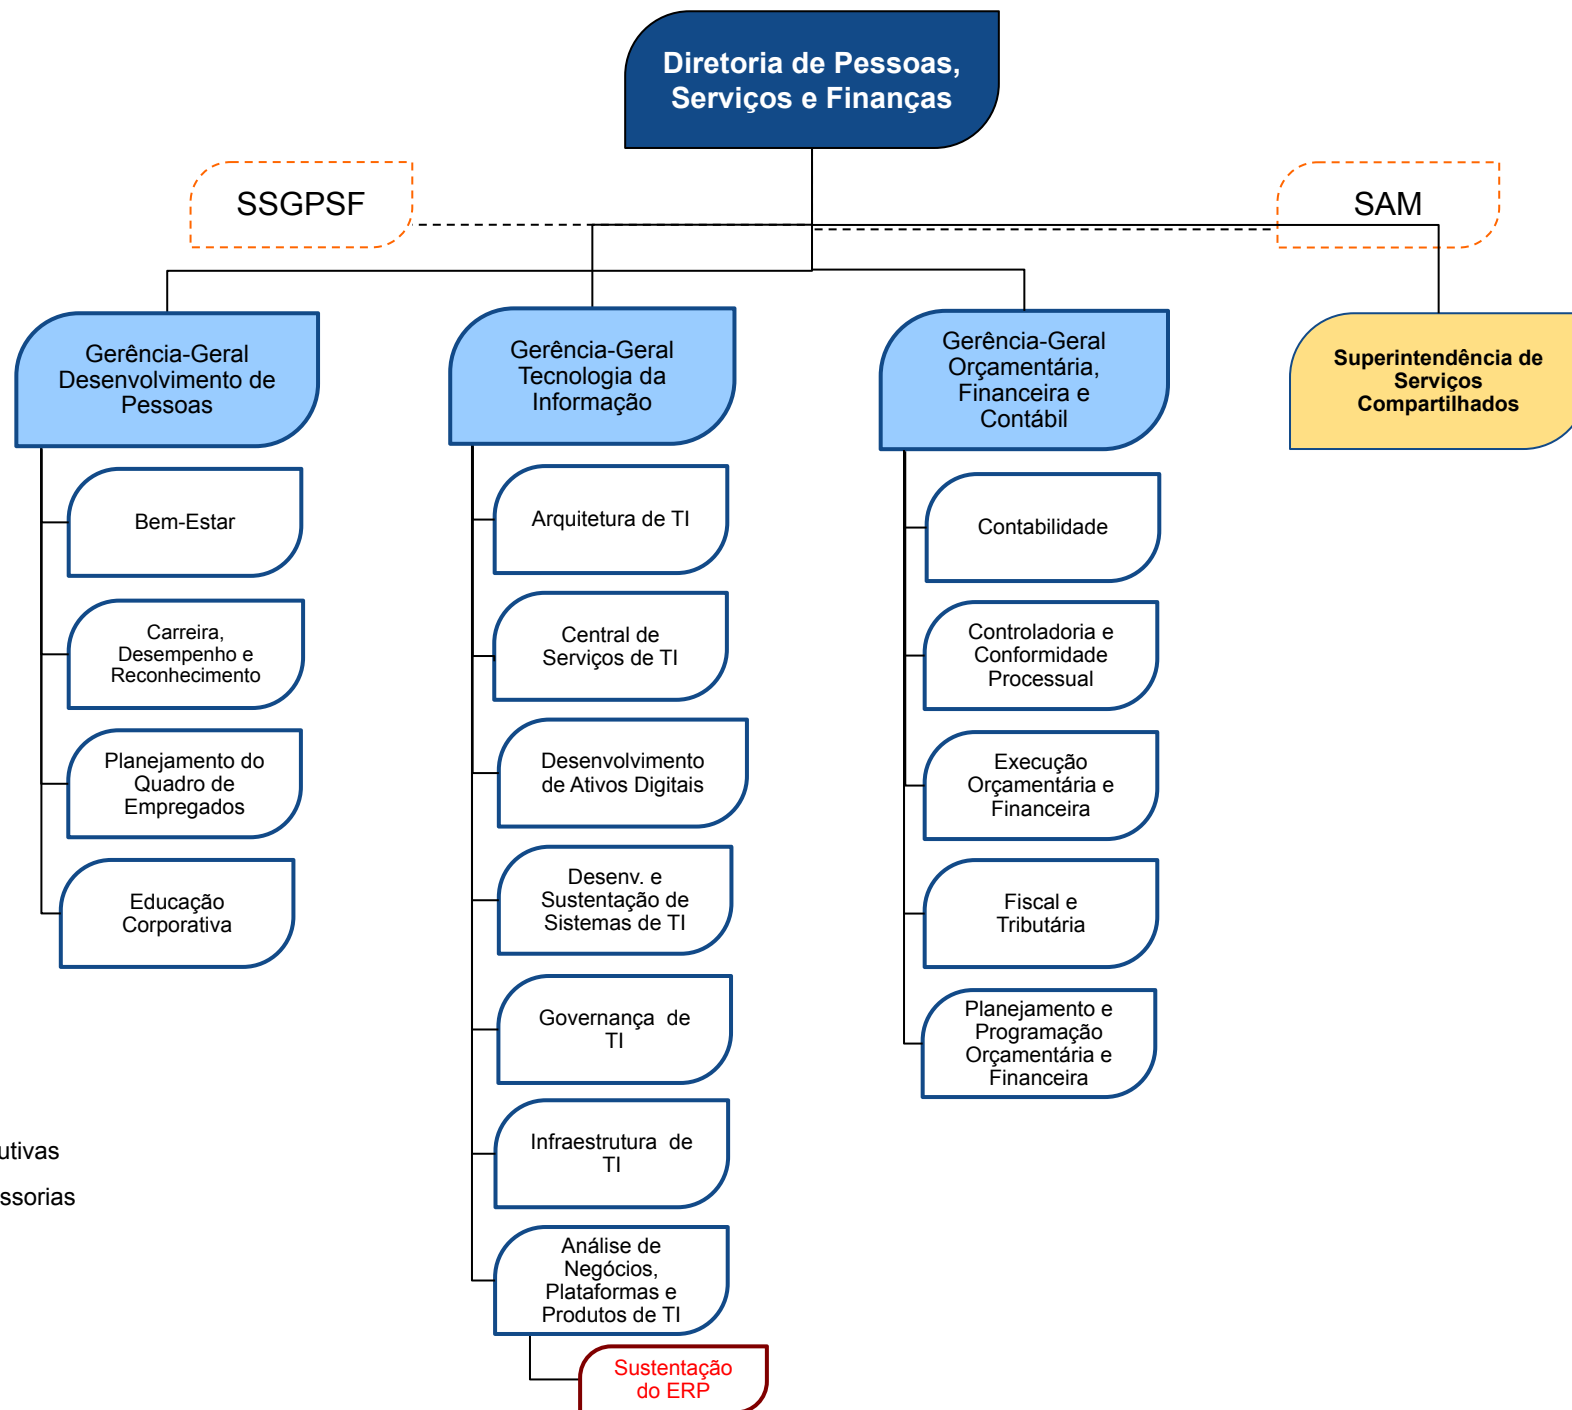 Diretoria de Pessoas,
Serviços e Finanças
SSGPSF
SAM
Gerência-Geral
Desenvolvimento de
Pessoas
Gerência-Geral
Tecnologia da
Informação
Gerência-Geral
Orçamentária,
Financeira e
Contábil
Superintendência de
Serviços
Compartilhados
Bem-Estar
Carreira,
Desempenho e
Reconhecimento
Planejamento do
Quadro de
Empregados
Educação
Corporativa
Arquitetura de TI
Central de
Serviços de TI
Desenvolvimento
de Ativos Digitais
Desenv. e
Sustentação de
Sistemas de TI
Governança de
TI
Infraestrutura de
TI
Análise de
Negócios,
Plataformas e
Produtos de TI
Sustentação
do ERP
Contabilidade
Controladoria e
Conformidade
Processual
Execução
Orçamentária e
Financeira
Fiscal e
Tributária
Planejamento e
Programação
Orçamentária e
Financeira
utivas
ssorias